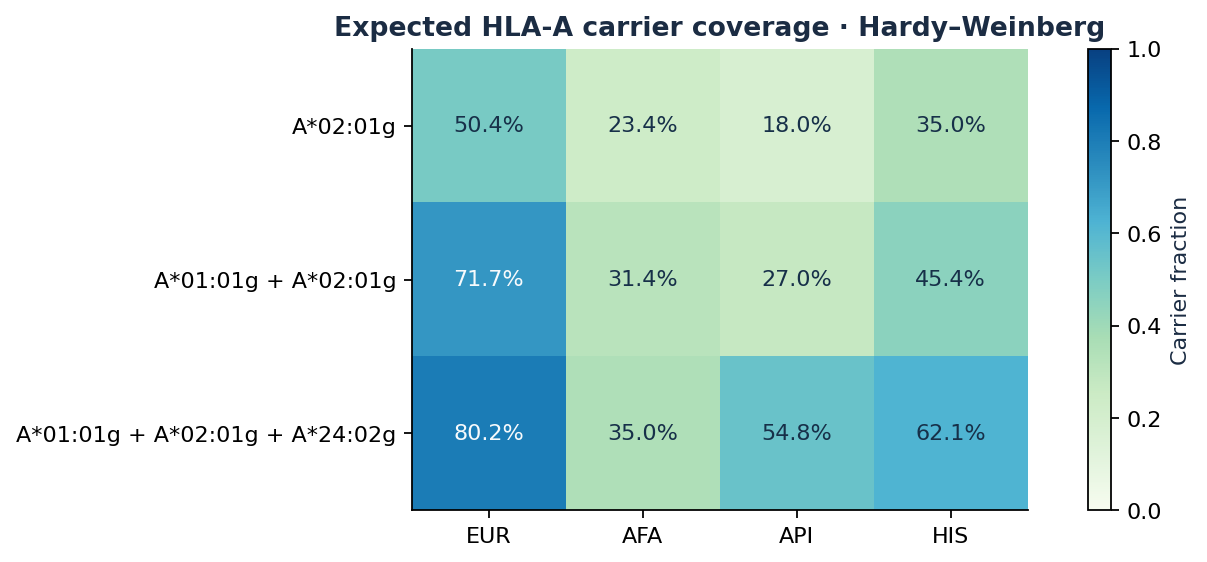 Expected HLA-A carrier coverage · Hardy–Weinberg
A*02:01g
50.4% 23.4% 18.0% 35.0%
A*01:01g + A*02:01g
71.7% 31.4% 27.0% 45.4%
A*01:01g + A*02:01g + A*24:02g
80.2% 35.0% 54.8% 62.1%
EUR AFA API HIS
1.0
0.8
0.6
0.4
0.2
0.0
Carrier fraction